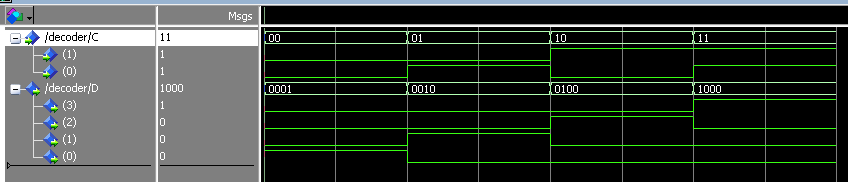 Msgs
/decoder/C 11 00 01 10 11
(1) 1
(0) 1
/decoder/D 1000 0001 0010 0100 1000
(3) 1
(2) 0
(1) 0
(0) 0